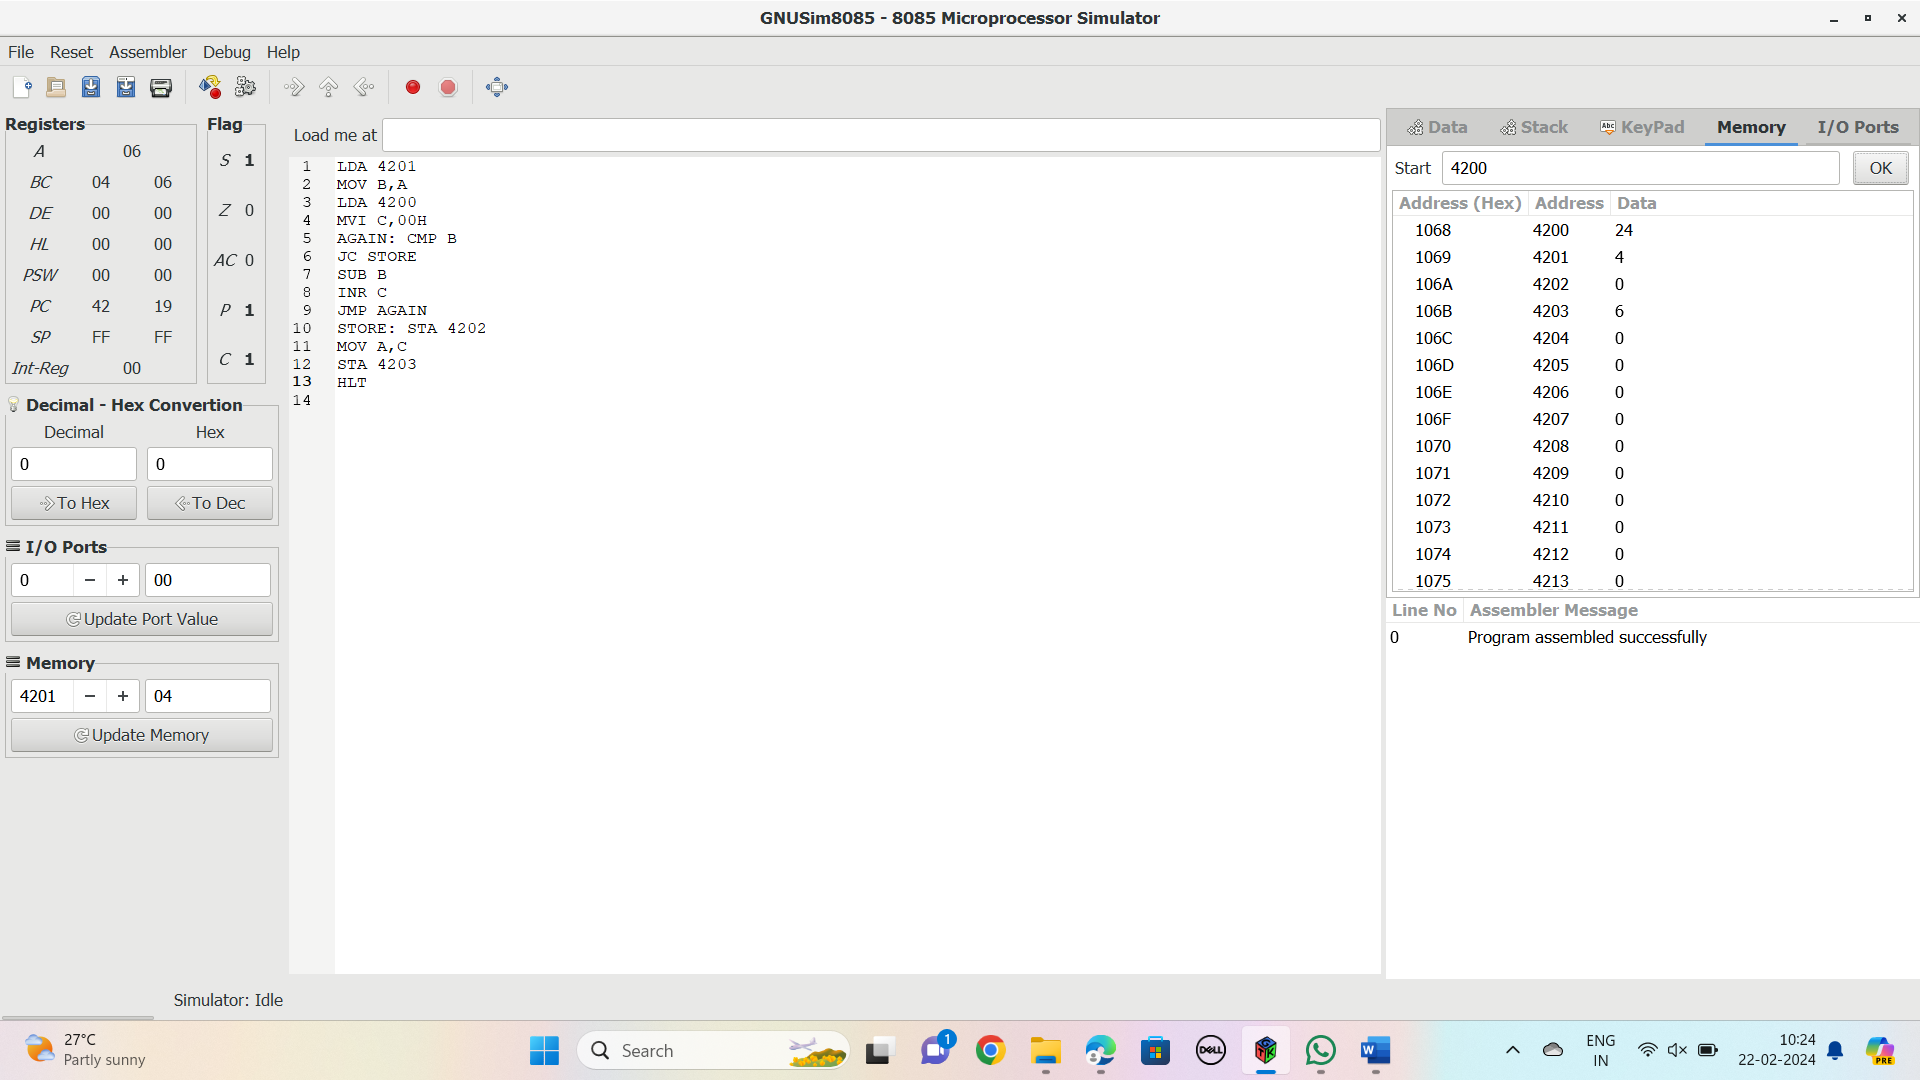 GNUSim8085 - 8085 Microprocessor Simulator
File Reset Assembler Debug Help
Registers
A 06
BC 04 06
DE 00 00
HL 00 00
PSW 00 00
PC 42 19
SP FF FF
Int-Reg 00
Flag
S 1
Z 0
AC 0
P 1
C 1
Decimal - Hex Convertion
Decimal Hex
0 0
To Hex To Dec
I/O Ports
0 − + 00
Update Port Value
Memory
4201 − + 04
Update Memory
Load me at
1 LDA 4201
2 MOV B,A
3 LDA 4200
4 MVI C,00H
5 AGAIN: CMP B
6 JC STORE
7 SUB B
8 INR C
9 JMP AGAIN
10 STORE: STA 4202
11 MOV A,C
12 STA 4203
13 HLT
14
Data Stack Abc KeyPad Memory I/O Ports
Start 4200 OK
Address (Hex) Address Data
1068 4200 24
1069 4201 4
106A 4202 0
106B 4203 6
106C 4204 0
106D 4205 0
106E 4206 0
106F 4207 0
1070 4208 0
1071 4209 0
1072 4210 0
1073 4211 0
1074 4212 0
1075 4213 0
Line No Assembler Message
0 Program assembled successfully
Simulator: Idle
27°C
Partly sunny
Search
1
DELL
GTK
W
ENG
IN
10:24
22-02-2024
PRE